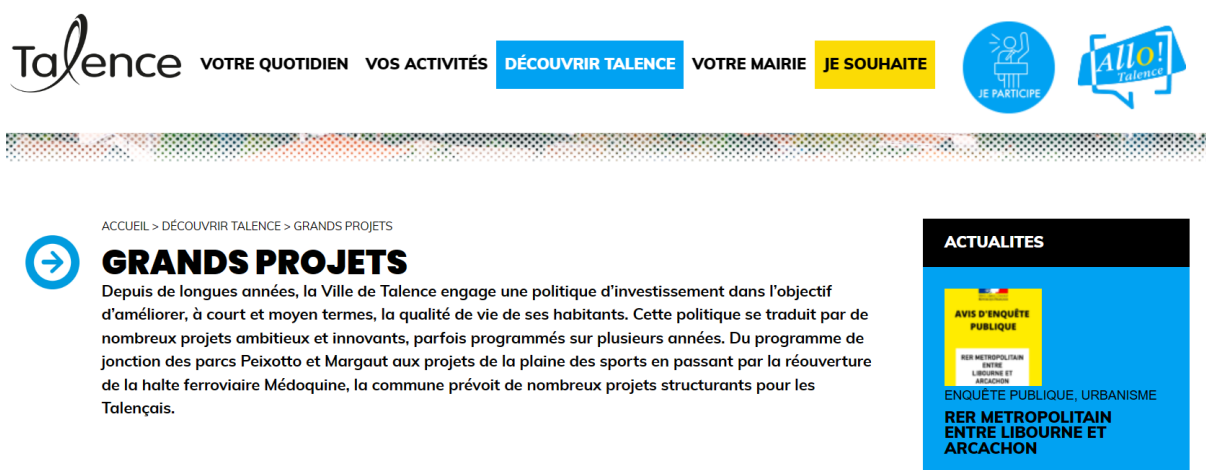 Talence
VOTRE QUOTIDIEN VOS ACTIVITÉS DÉCOUVRIR TALENCE VOTRE MAIRIE JE SOUHAITE
JE PARTICIPE
Allo!
Talence
ACCUEIL > DÉCOUVRIR TALENCE > GRANDS PROJETS
GRANDS PROJETS
Depuis de longues années, la Ville de Talence engage une politique d’investissement dans l’objectif
d’améliorer, à court et moyen termes, la qualité de vie de ses habitants. Cette politique se traduit par de
nombreux projets ambitieux et innovants, parfois programmés sur plusieurs années. Du programme de
jonction des parcs Peixotto et Margaut aux projets de la plaine des sports en passant par la réouverture
de la halte ferroviaire Médoquine, la commune prévoit de nombreux projets structurants pour les
Talençais.
ACTUALITES
AVIS D'ENQUÊTE
PUBLIQUE
RER METROPOLITAIN
ENTRE
LIBOURNE ET
ARCACHON
ENQUÊTE PUBLIQUE, URBANISME
RER METROPOLITAIN
ENTRE LIBOURNE ET
ARCACHON